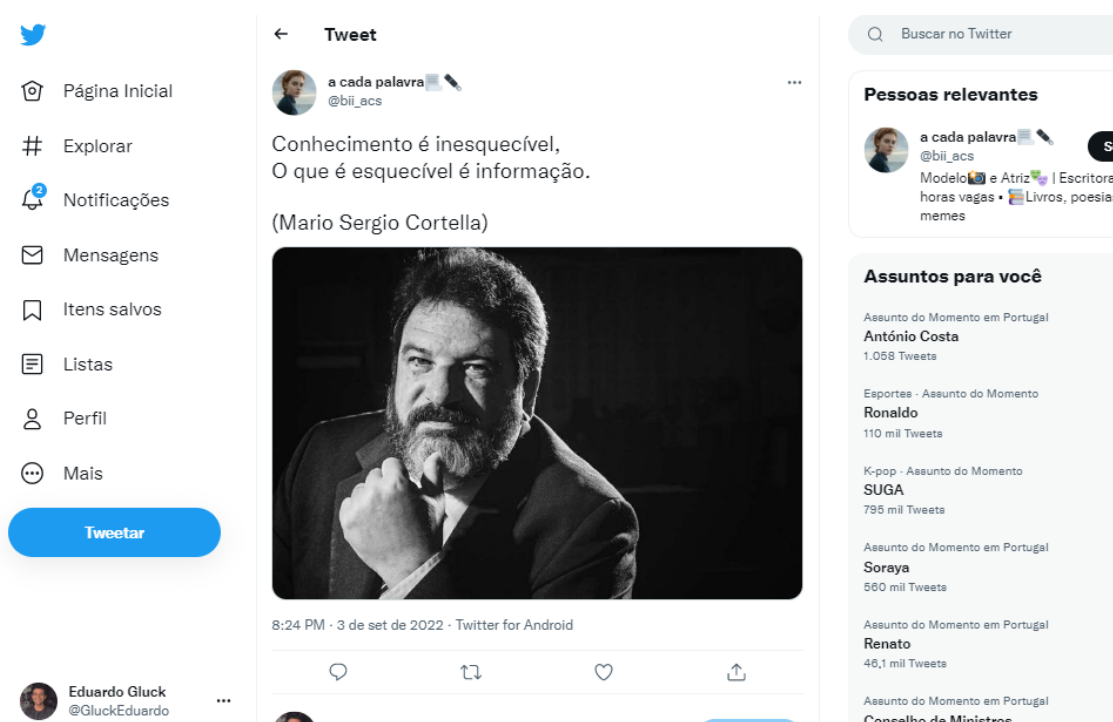 Página Inicial
Explorar
2
Notificações
Mensagens
Itens salvos
Listas
Perfil
Mais
Tweetar
Eduardo Gluck
@GluckEduardo
Tweet
a cada palavra
@bii_acs
Conhecimento é inesquecível,
O que é esquecível é informação.
(Mario Sergio Cortella)
8:24 PM · 3 de set de 2022 · Twitter for Android
Buscar no Twitter
Pessoas relevantes
a cada palavra
@bii_acs
Modelo e Atriz | Escritora
horas vagas • Livros, poesias
memes
Assuntos para você
Assunto do Momento em Portugal
António Costa
1.058 Tweets
Esportes · Assunto do Momento
Ronaldo
110 mil Tweets
K-pop · Assunto do Momento
SUGA
795 mil Tweets
Assunto do Momento em Portugal
Soraya
560 mil Tweets
Assunto do Momento em Portugal
Renato
46,1 mil Tweets
Assunto do Momento em Portugal
Conselho de Ministros